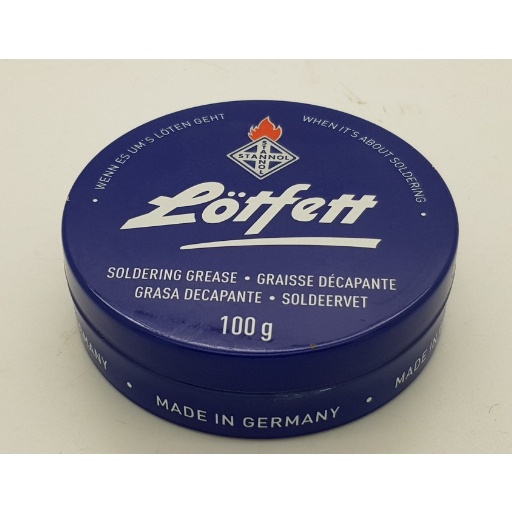 • WENN ES UM'S LÖTEN GEHT
WHEN IT'S ABOUT SOLDERING •
STANNOL
STANNOL
Lötfett
SOLDERING GREASE • GRAISSE DÉCAPANTE
GRASA DECAPANTE • SOLDEERVET
100 g
• MADE IN GERMANY •